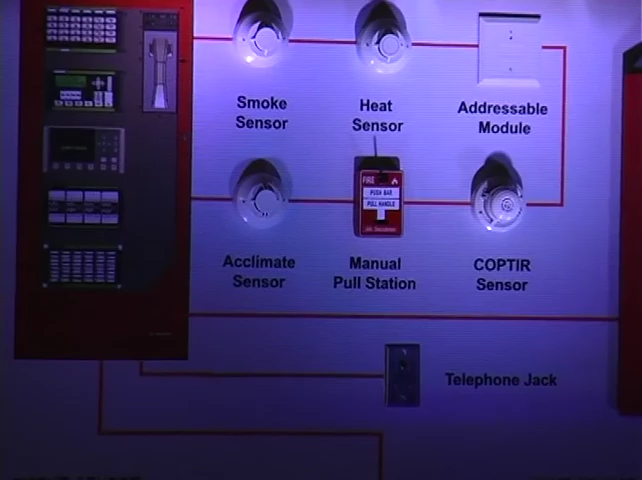 Smoke
Sensor
Heat
Sensor
Addressable
Module
FIRE
PUSH BAR
PULL HANDLE
Acclimate
Sensor
Manual
Pull Station
COPTIR
Sensor
Telephone Jack